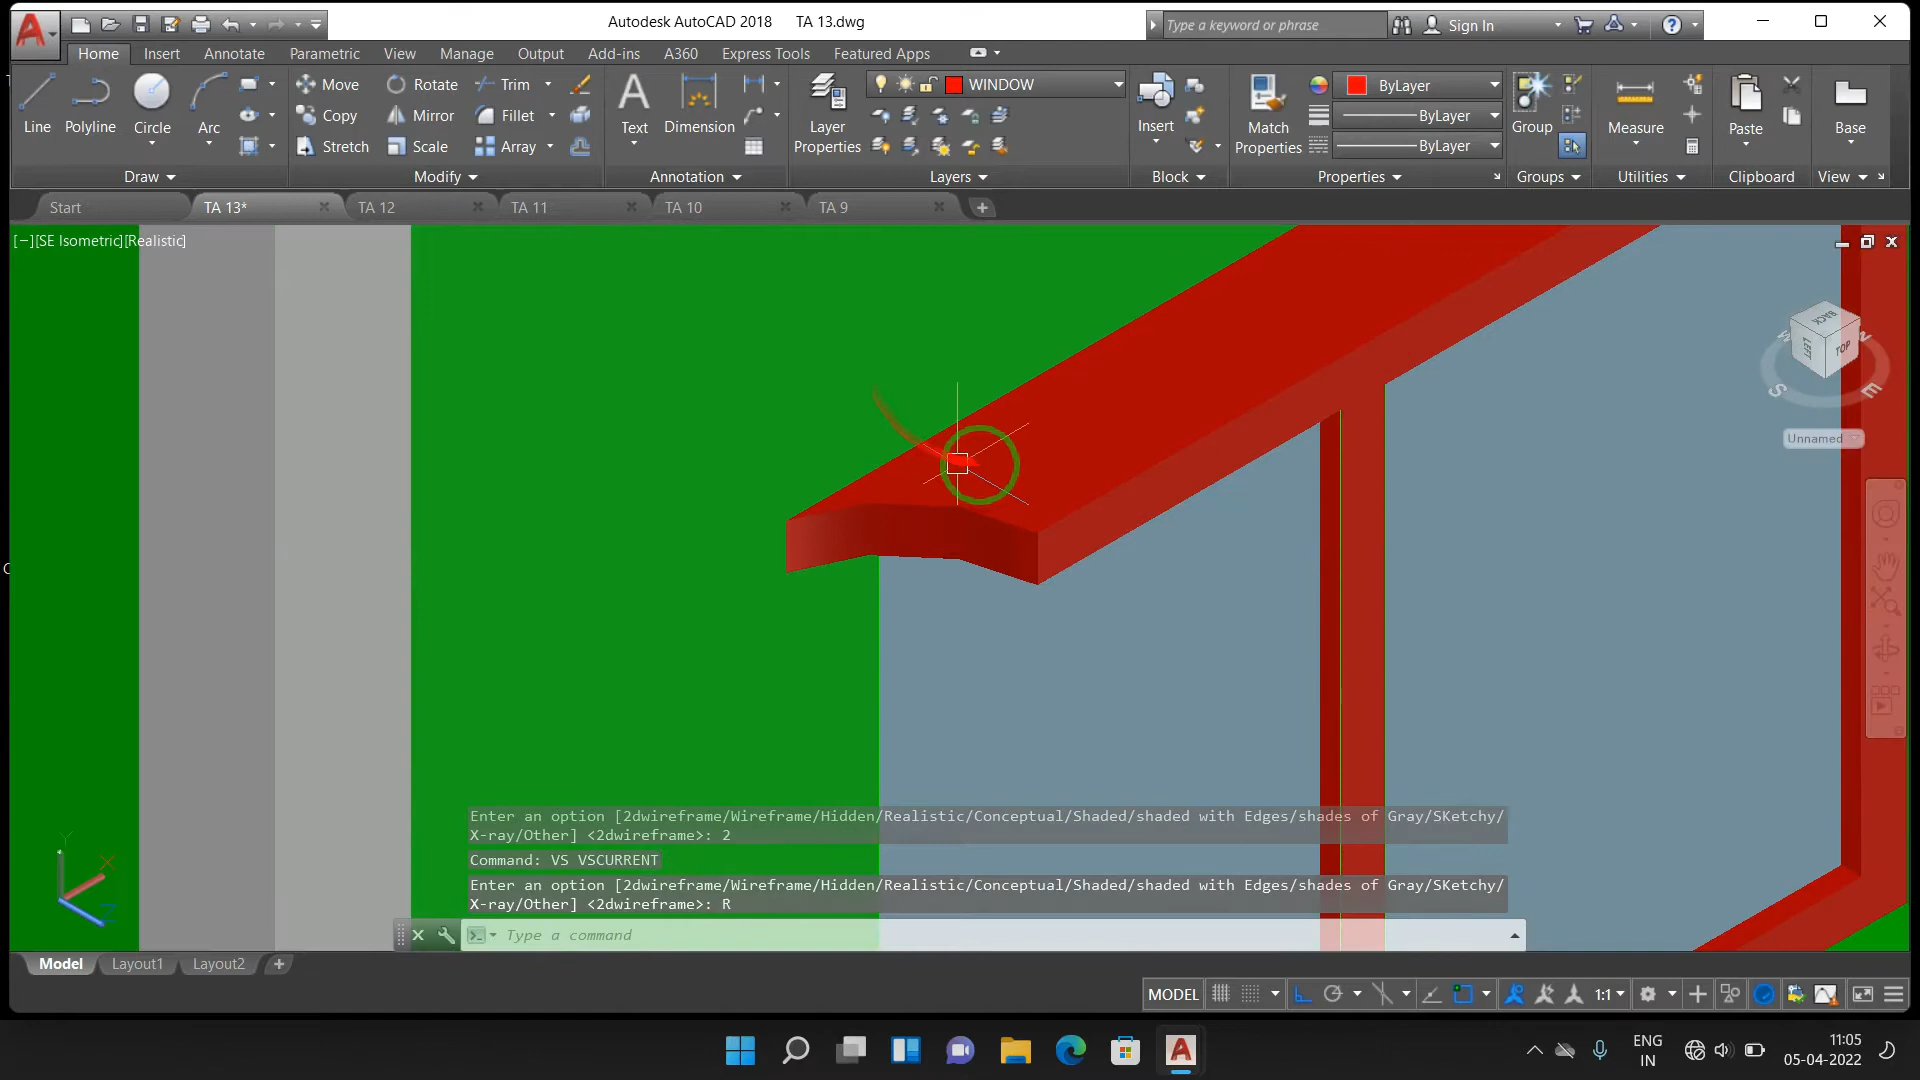 Autodesk AutoCAD 2018 TA 13.dwg
Type a keyword or phrase
Sign In
Home Insert Annotate Parametric View Manage Output Add-ins A360 Express Tools Featured Apps
Line
Polyline
Circle
Arc
Move
Rotate
Trim
Copy
Mirror
Fillet
Stretch
Scale
Array
Text
Dimension
Layer
Properties
WINDOW
Insert
Match
Properties
ByLayer
ByLayer
ByLayer
Group
Measure
Paste
Base
Draw
Modify
Annotation
Layers
Block
Properties
Groups
Utilities
Clipboard
View
Start
TA 13*
TA 12
TA 11
TA 10
TA 9
[−][SE Isometric][Realistic]
BACK
LEFT
TOP
W
N
S
E
Unnamed
Y
X
Z
Enter an option [2dwireframe/Wireframe/Hidden/Realistic/Conceptual/Shaded/shaded with Edges/shades of Gray/SKetchy/
X-ray/Other] <2dwireframe>: 2
Command: VS VSCURRENT
Enter an option [2dwireframe/Wireframe/Hidden/Realistic/Conceptual/Shaded/shaded with Edges/shades of Gray/SKetchy/
X-ray/Other] <2dwireframe>: R
Type a command
Model
Layout1
Layout2
MODEL
1:1
ENG
IN
11:05
05-04-2022